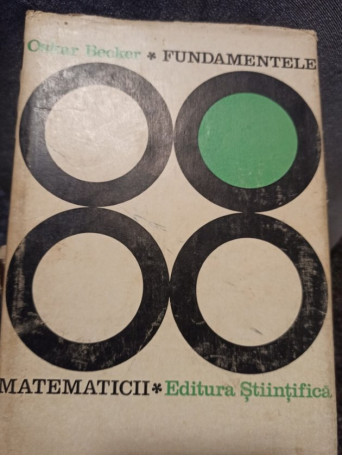 Oskar Becker * FUNDAMENTELE
MATEMATICII * Editura Științifică